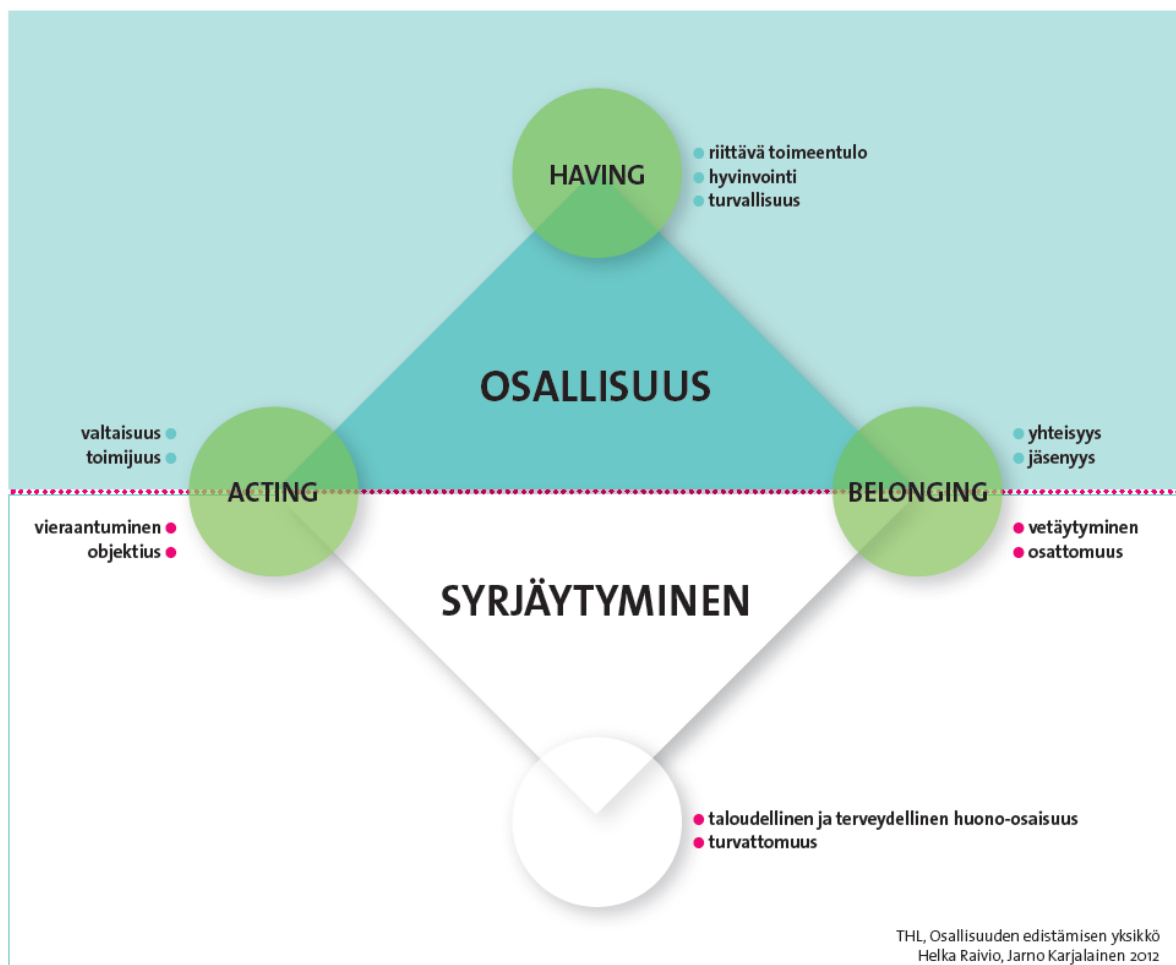 HAVING
riittävä toimeentulo
hyvinvointi
turvallisuus
OSALLISUUS
valtaisuus
toimijuus
yhteisyys
jäsenyys
ACTING
BELONGING
vieraantuminen
objektius
vetäytyminen
osattomuus
SYRJÄYTYMINEN
taloudellinen ja terveydellinen huono-osaisuus
turvattomuus
THL, Osallisuuden edistämisen yksikkö
Helka Raivio, Jarno Karjalainen 2012